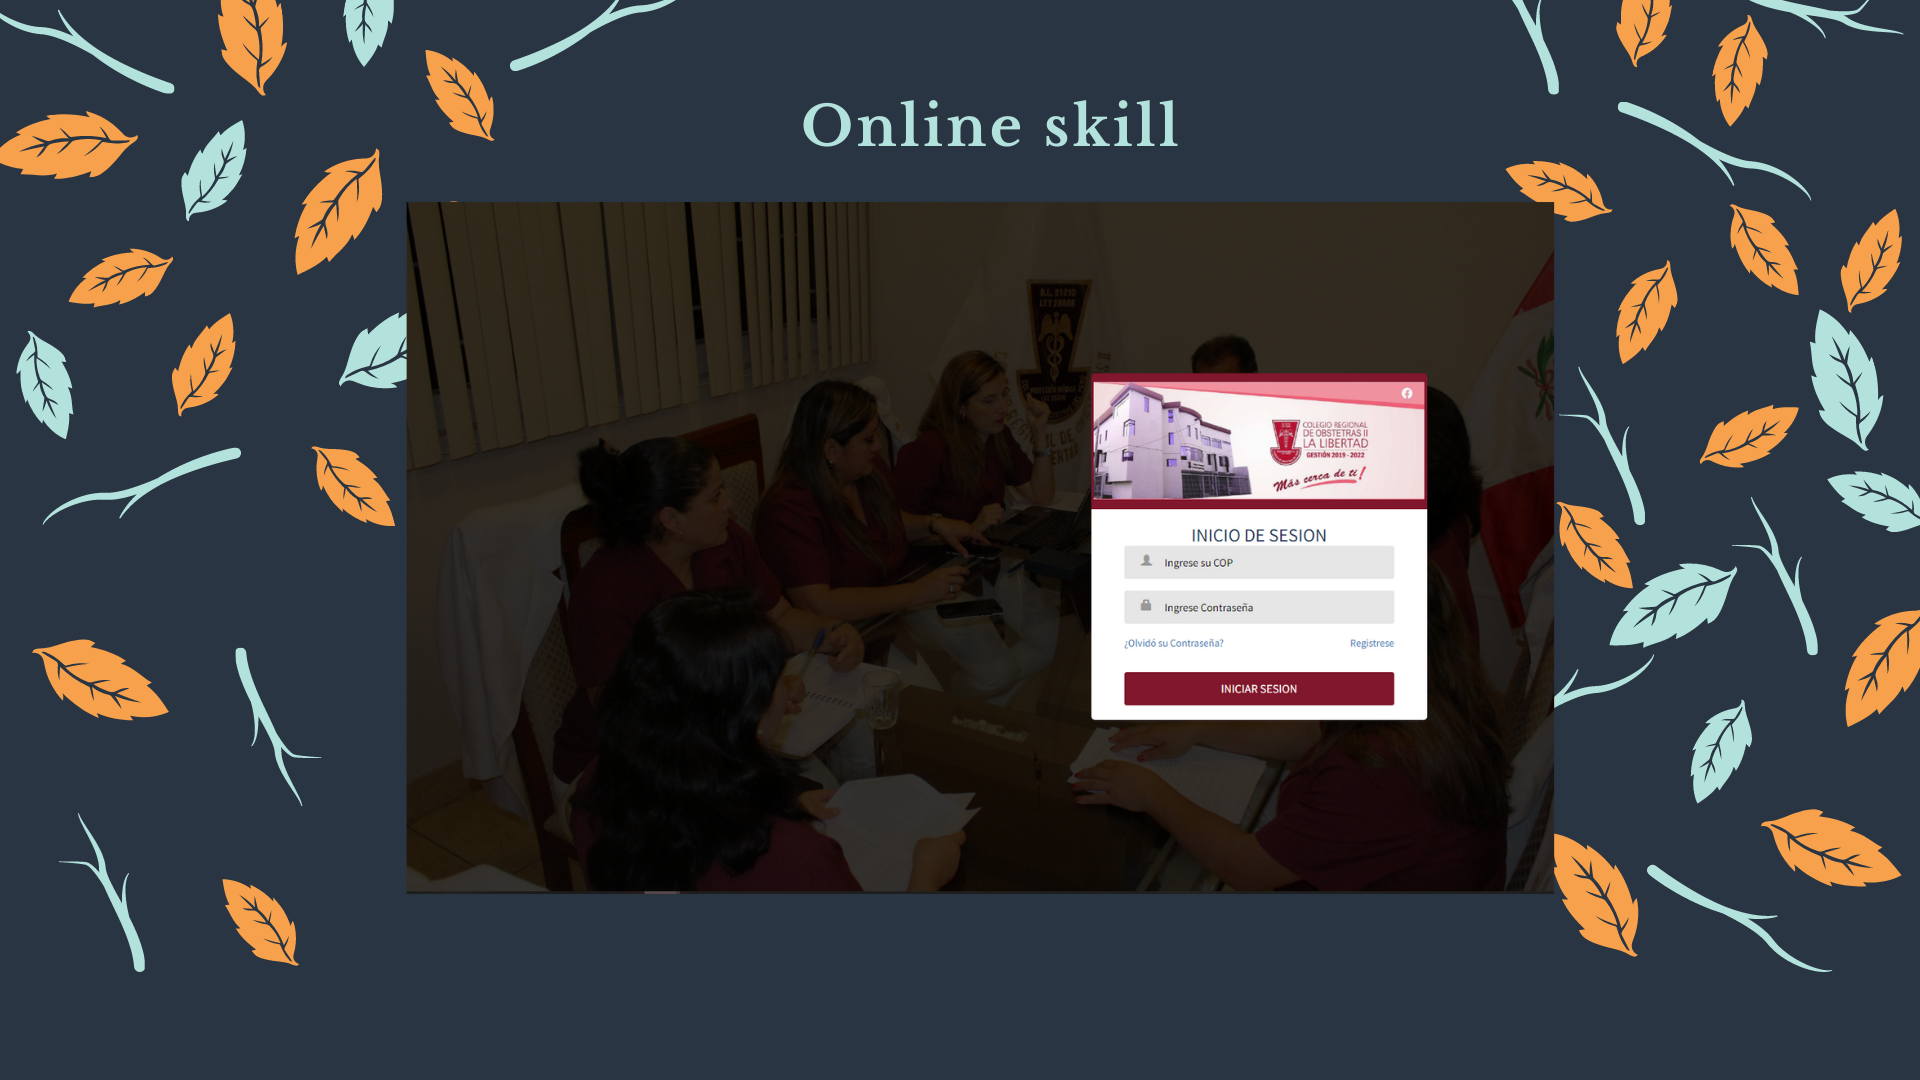 Online skill
D.L. 21210
COLEGIO REGIONAL
DE OBSTETRAS II
LA LIBERTAD
GESTIÓN 2019 - 2022
Más cerca de ti!
INICIO DE SESION
Ingrese su COP
Ingrese Contraseña
¿Olvidó su Contraseña?
Registrese
INICIAR SESION